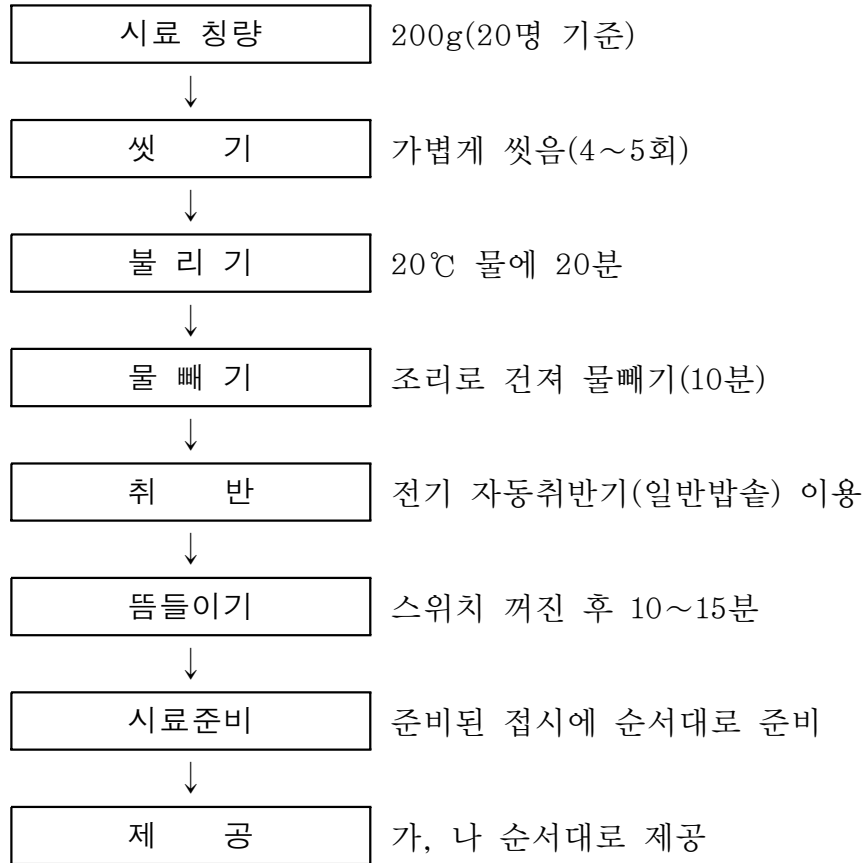 시료 칭량 200g(20명 기준)
↓
씻 기 가볍게 씻음(4～5회)
↓
불 리 기 20℃ 물에 20분
↓
물 빼 기 조리로 건져 물빼기(10분)
↓
취 반 전기 자동취반기(일반밥솥) 이용
↓
뜸들이기 스위치 꺼진 후 10～15분
↓
시료준비 준비된 접시에 순서대로 준비
↓
제 공 가, 나 순서대로 제공